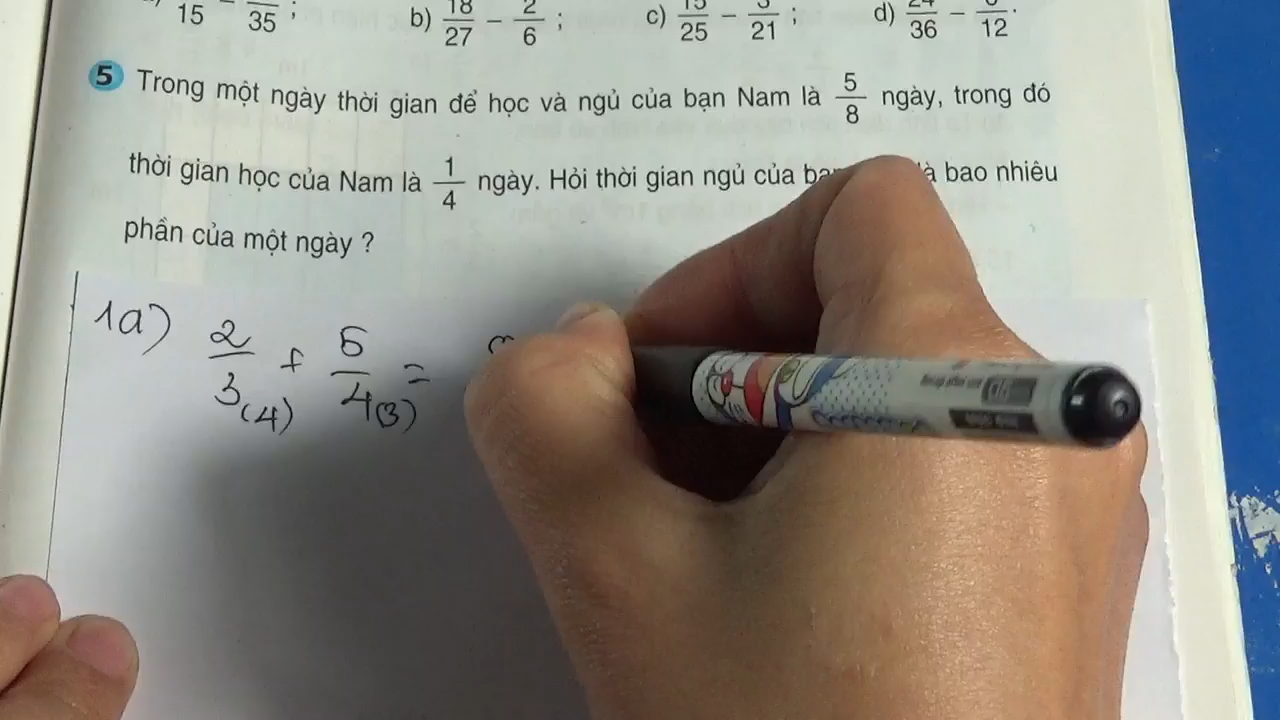 15 − 35 ;
b) 18/27 − 2/6 ; c) 15/25 − 3/21 ; d) 24/36 − 6/12 .
5 Trong một ngày thời gian để học và ngủ của bạn Nam là 5/8 ngày, trong đó
thời gian học của Nam là 1/4 ngày. Hỏi thời gian ngủ của là bao nhiêu
phần của một ngày ?
1a) 2/3(4) + 5/4(3) =